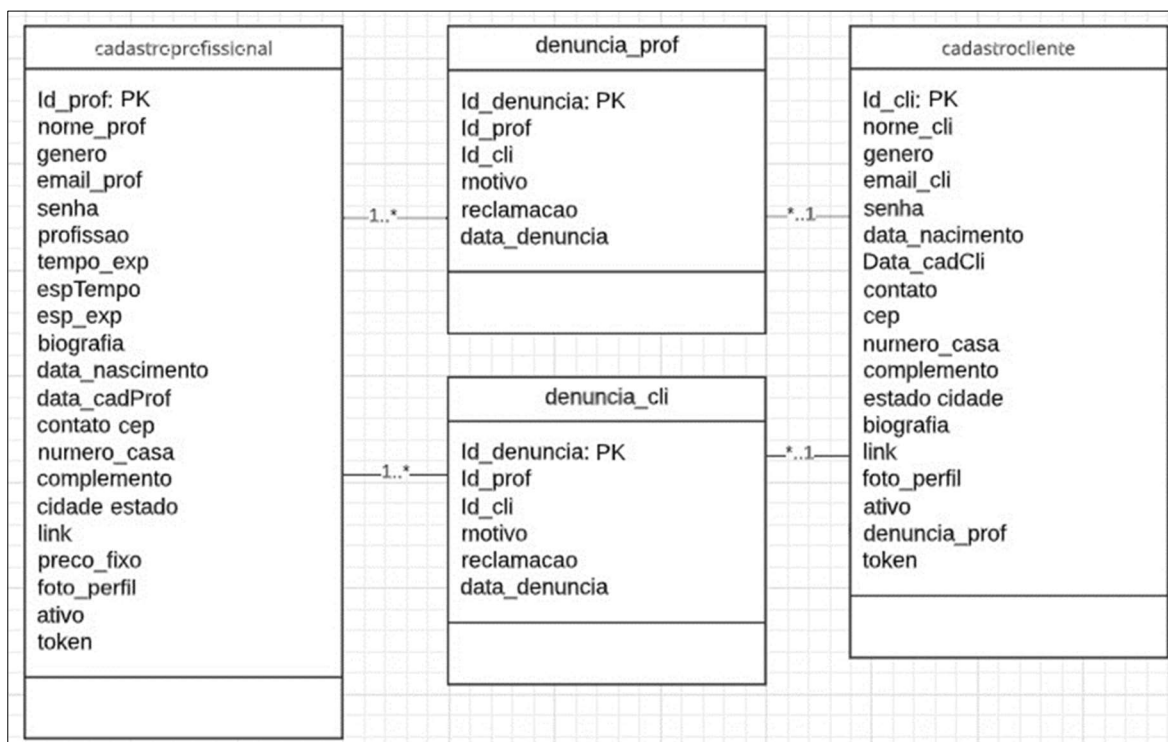 cadastroprofissional
Id_prof: PK
nome_prof
genero
email_prof
senha
profissao
tempo_exp
espTempo
esp_exp
biografia
data_nascimento
data_cadProf
contato cep
numero_casa
complemento
cidade estado
link
preco_fixo
foto_perfil
ativo
token
1..*
1..*
denuncia_prof
Id_denuncia: PK
Id_prof
Id_cli
motivo
reclamacao
data_denuncia
denuncia_cli
Id_denuncia: PK
Id_prof
Id_cli
motivo
reclamacao
data_denuncia
*..1
*..1
cadastrocliente
Id_cli: PK
nome_cli
genero
email_cli
senha
data_nacimento
Data_cadCli
contato
cep
numero_casa
complemento
estado cidade
biografia
link
foto_perfil
ativo
denuncia_prof
token